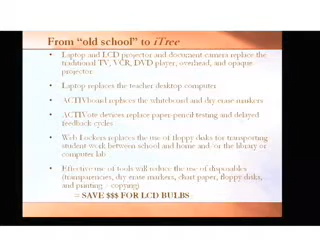 From "old school" to iTree
• Laptop and LCD projector and document camera replace the
traditional TV, VCR, DVD player, overhead, and opaque
projector
• Laptop replaces the teacher desktop computer
• ACTIVboard replaces the whiteboard and dry erase markers
• ACTIVote devices replace paper-pencil testing and delayed
feedback cycles
• Web Lockers replaces the use of floppy disks for transporting
student work between school and home and/or the library or
computer lab
• Effective use of tools will reduce the use of disposables
(transparencies, dry erase markers, chart paper, floppy disks,
and printing + copying)
= SAVE $$$ FOR LCD BULBS